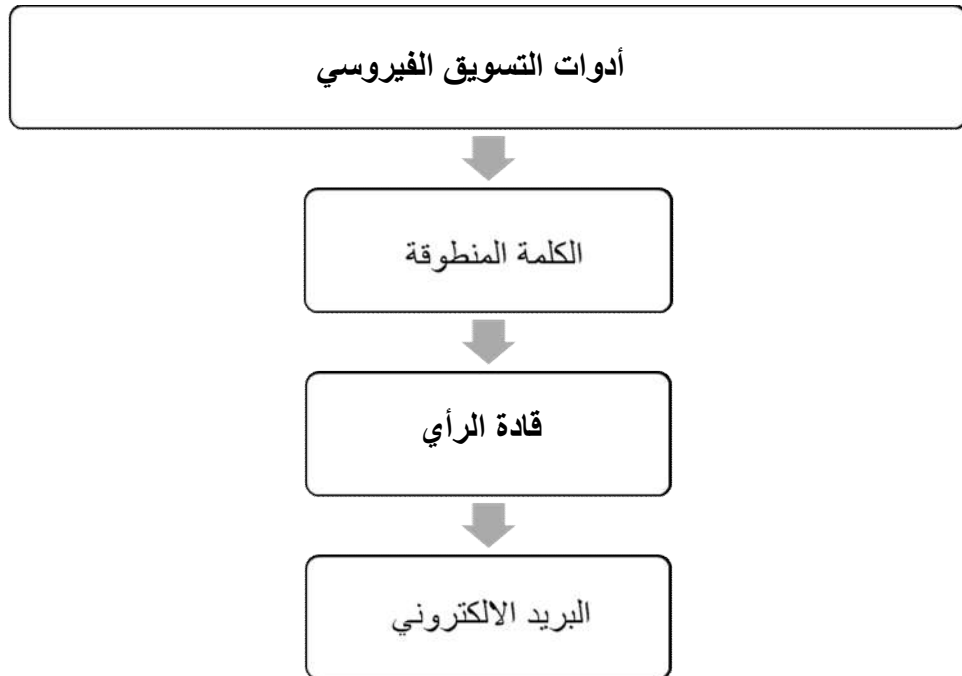 أدوات التسويق الفيروسي
الكلمة المنطوقة
قادة الرأي
البريد الالكتروني